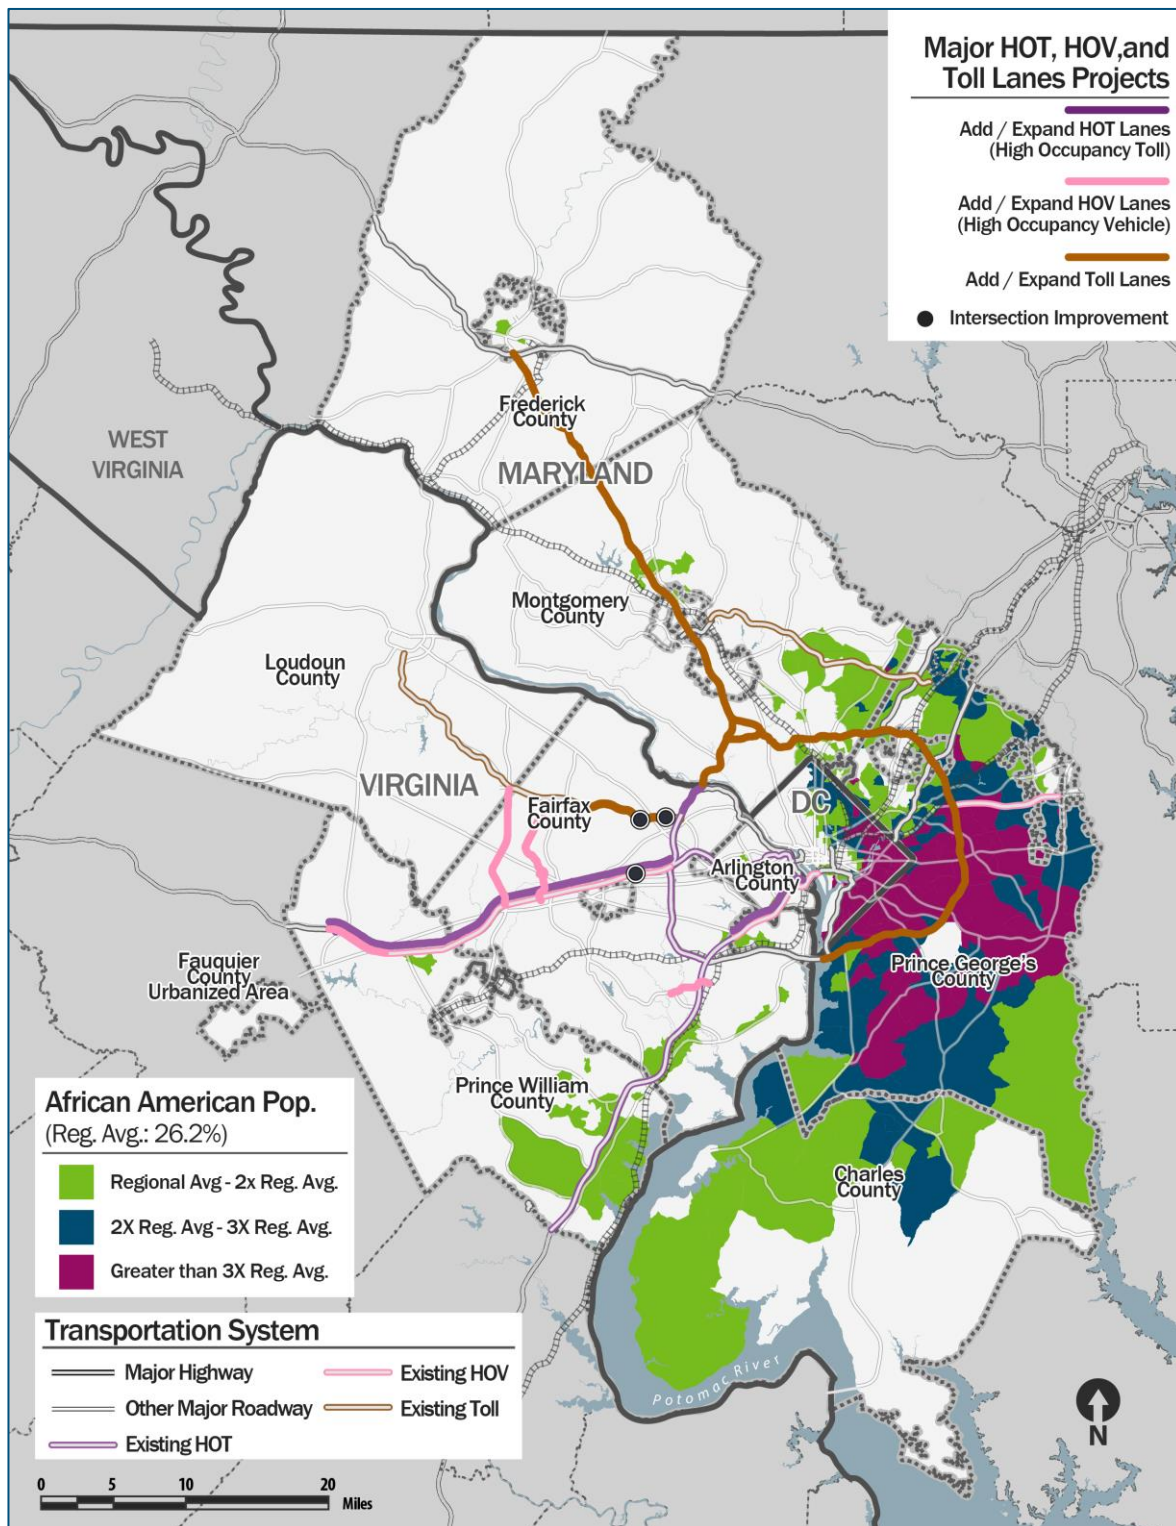 Major HOT, HOV,and
Toll Lanes Projects
Add / Expand HOT Lanes
(High Occupancy Toll)
Add / Expand HOV Lanes
(High Occupancy Vehicle)
Add / Expand Toll Lanes
Intersection Improvement
Frederick
County
WEST
VIRGINIA
MARYLAND
Montgomery
County
Loudoun
County
VIRGINIA
Fairfax
County
DC
Arlington
County
Fauquier
County
Urbanized Area
Prince George's
County
Prince William
County
Charles
County
Potomac River
African American Pop.
(Reg. Avg.: 26.2%)
Regional Avg - 2x Reg. Avg.
2X Reg. Avg - 3X Reg. Avg.
Greater than 3X Reg. Avg.
Transportation System
Major Highway
Existing HOV
Other Major Roadway
Existing Toll
Existing HOT
0 5 10 20
Miles
N